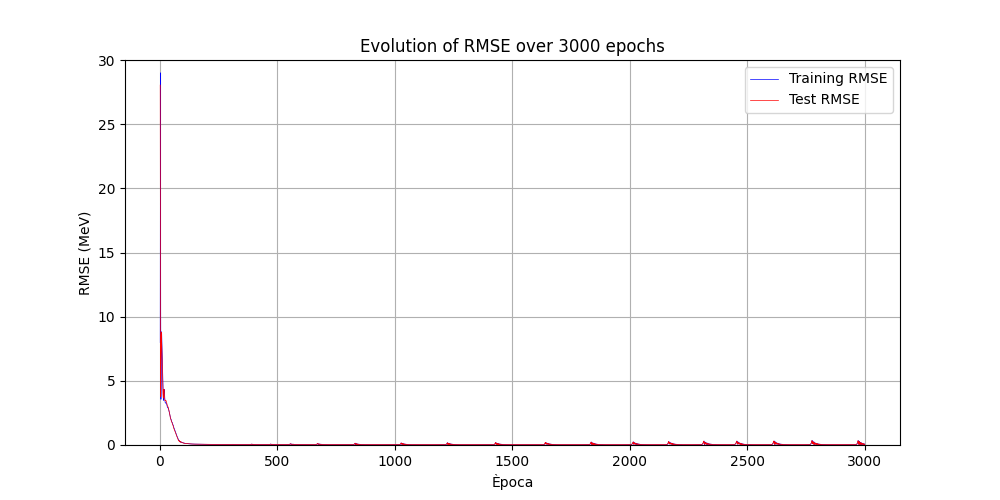 Evolution of RMSE over 3000 epochs
30
25
20
15
10
5
0
RMSE (MeV)
Training RMSE
Test RMSE
0
500
1000
1500
2000
2500
3000
Època